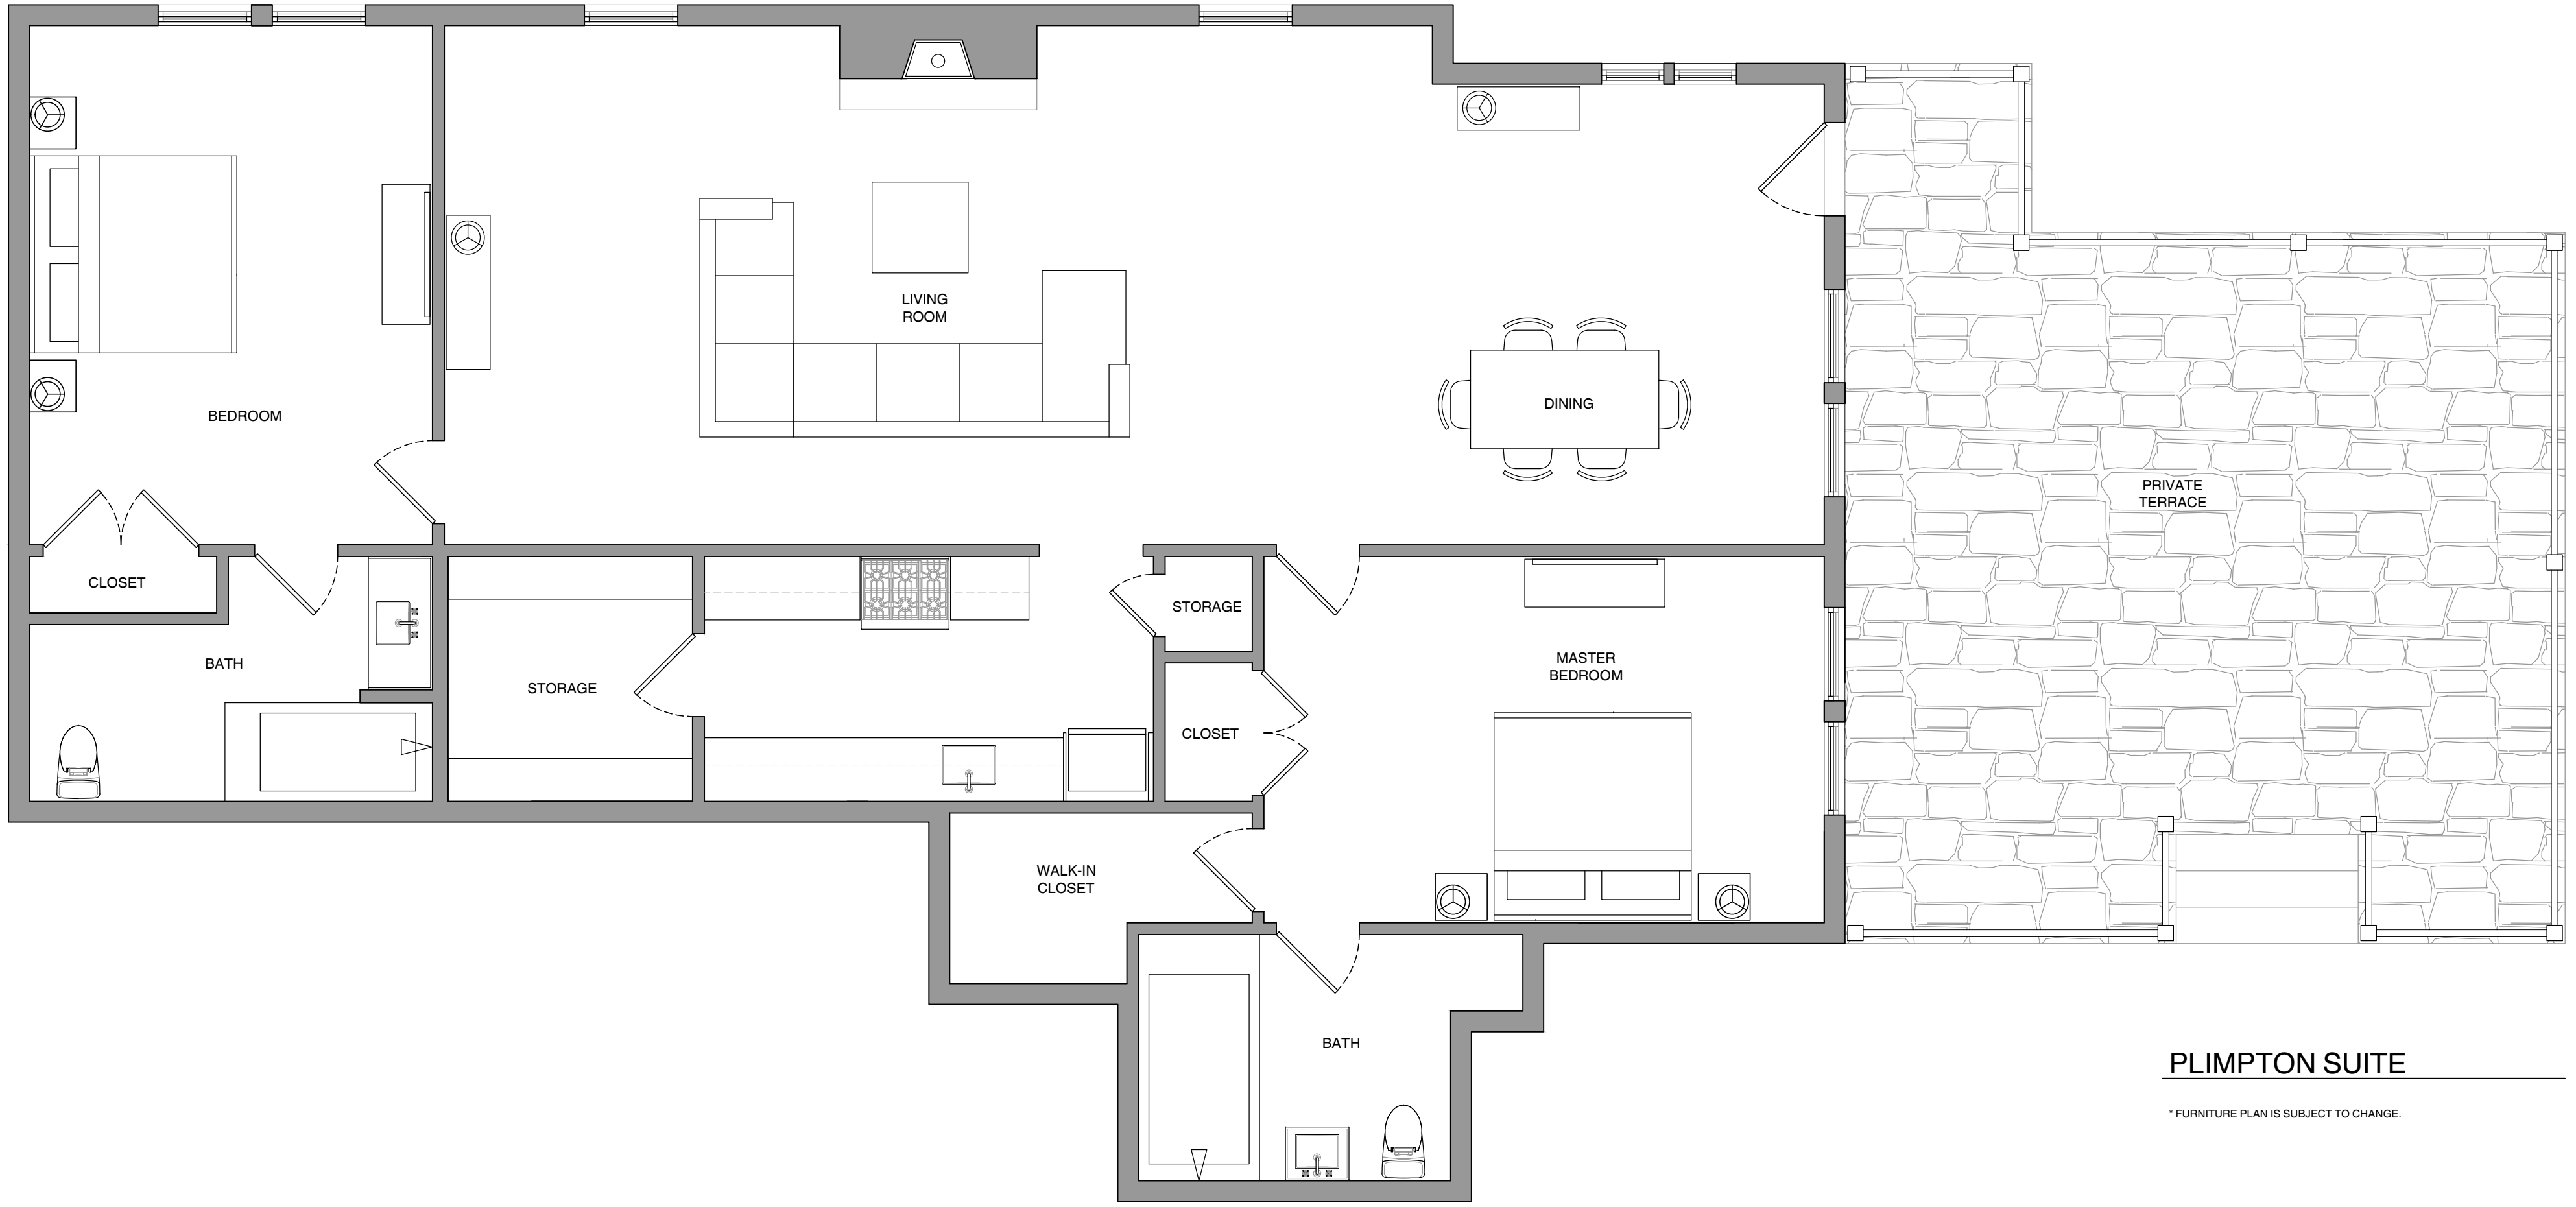 LIVING
ROOM
BEDROOM
DINING
PRIVATE
TERRACE
CLOSET
STORAGE
BATH
STORAGE
MASTER
BEDROOM
CLOSET
WALK-IN
CLOSET
BATH
PLIMPTON SUITE
* FURNITURE PLAN IS SUBJECT TO CHANGE.